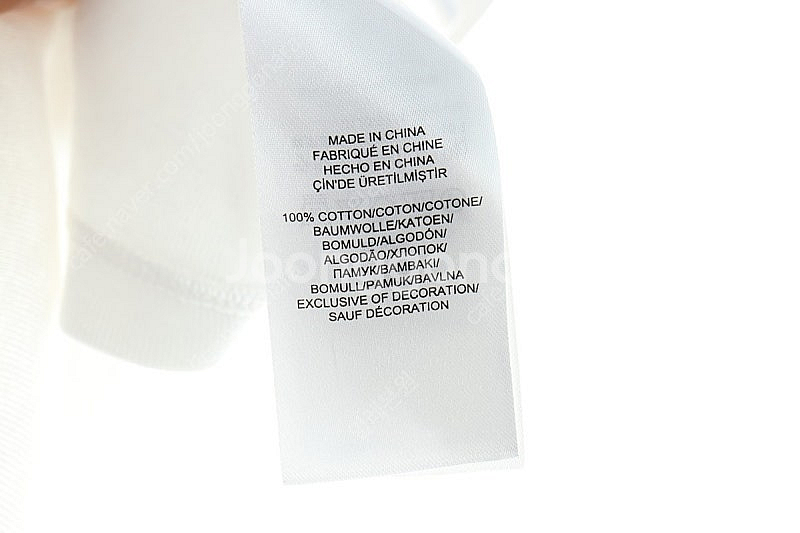 MADE IN CHINA
FABRIQUÉ EN CHINE
HECHO EN CHINA
ÇİN'DE ÜRETİLMİŞTİR
100% COTTON/COTON/COTONE/
BAUMWOLLE/KATOEN/
BOMULD/ALGODÓN/
ALGODÃO/ХЛОПОК/
ПАМУК/BAMBAKI/
BOMULL/PAMUK/BAVLNA
EXCLUSIVE OF DECORATION/
SAUF DÉCORATION